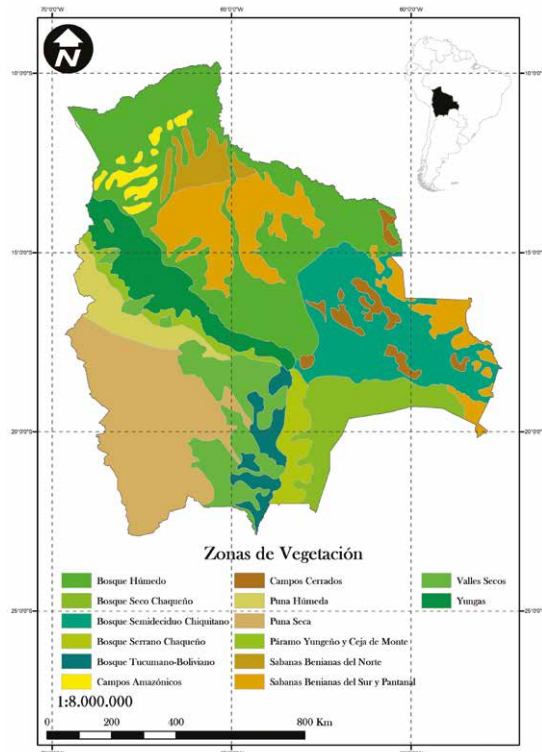 N
Zonas de Vegetación
Bosque Húmedo
Bosque Seco Chaqueño
Bosque Semideciduo Chiquitano
Bosque Serrano Chaqueño
Bosque Tucumano-Boliviano
Campos Amazónicos
Campos Cerrados
Puna Húmeda
Puna Seca
Páramo Yungeño y Ceja de Monte
Sabanas Benianas del Norte
Sabanas Benianas del Sur y Pantanal
Valles Secos
Yungas
1:8.000.000
0 100 200 400 800 Km